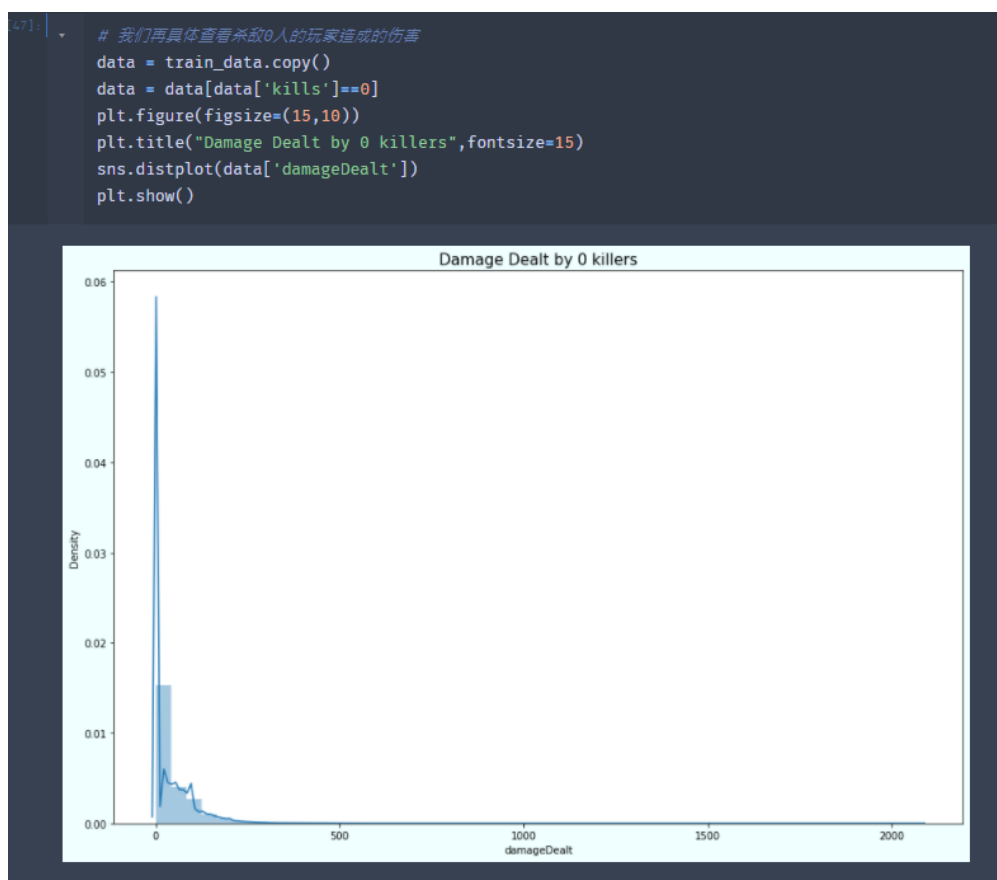 [47]:
# 我们再具体查看杀敌0人的玩家造成的伤害
data = train_data.copy()
data = data[data['kills']==0]
plt.figure(figsize=(15,10))
plt.title("Damage Dealt by 0 killers",fontsize=15)
sns.distplot(data['damageDealt'])
plt.show()
Damage Dealt by 0 killers
0.06
0.05
0.04
0.03
0.02
0.01
0.00
Density
0 500 1000 1500 2000
damageDealt